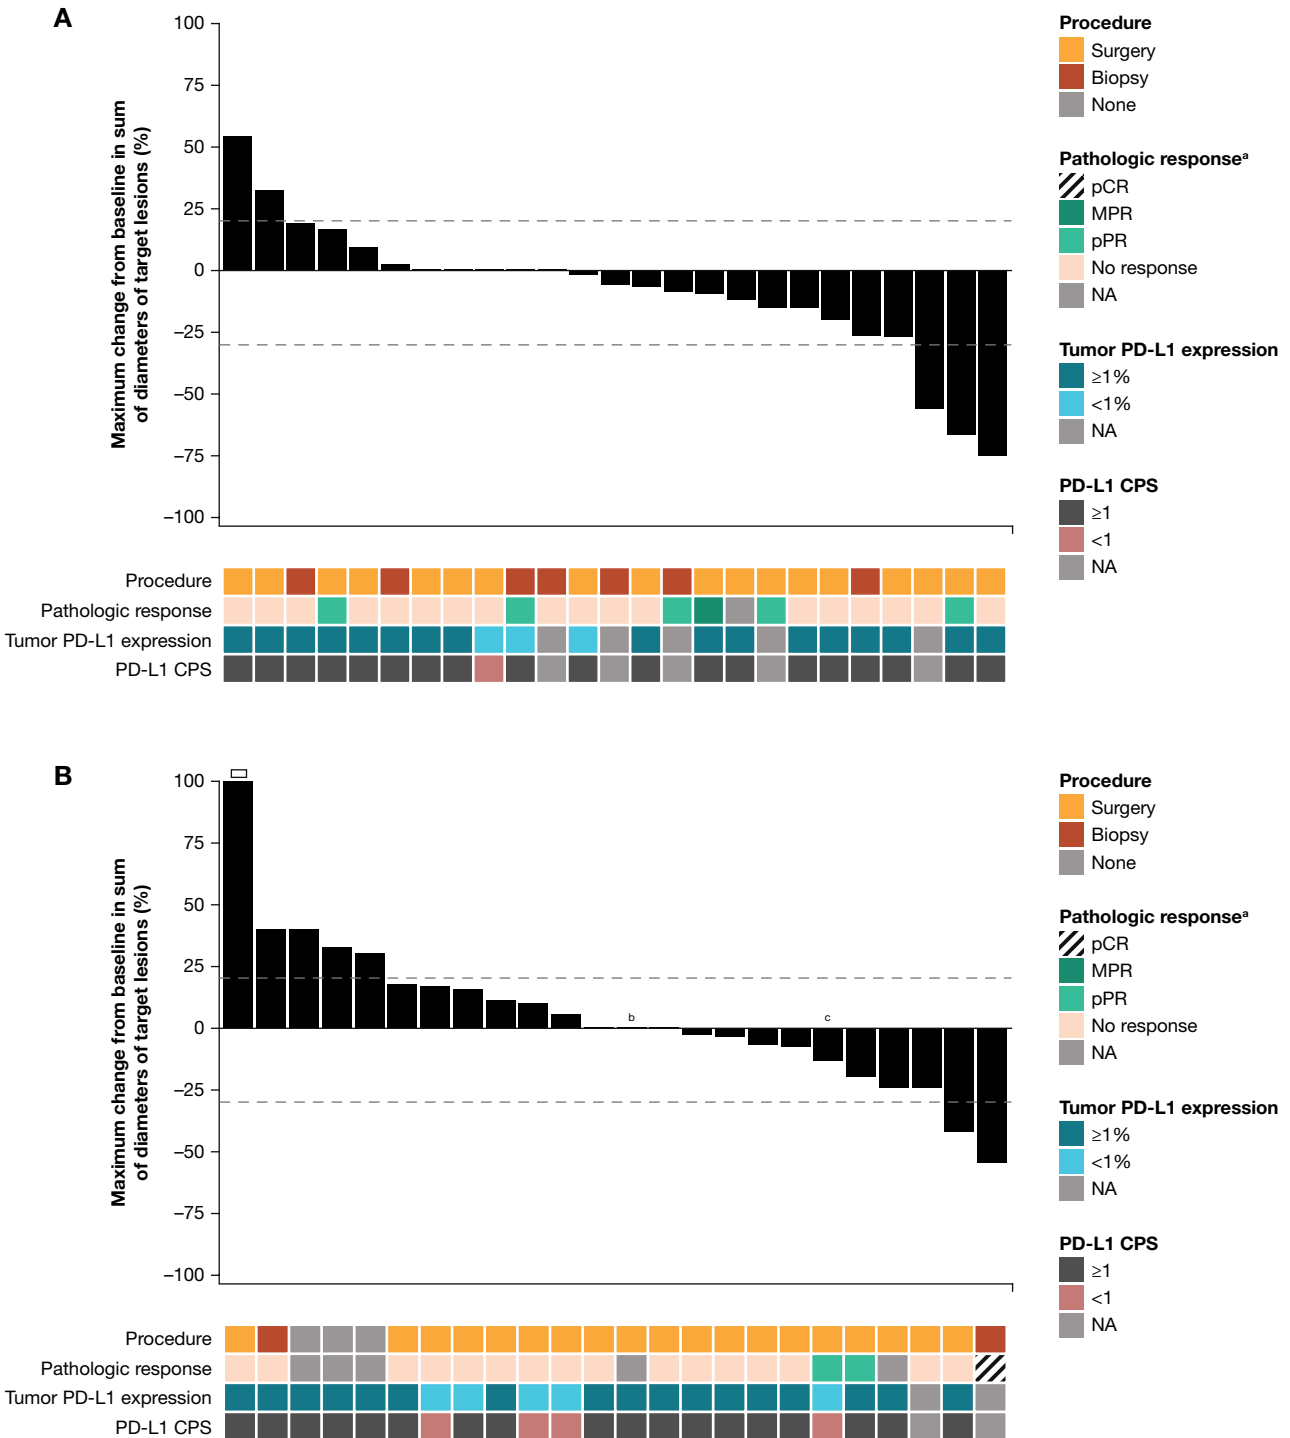 A
Maximum change from baseline in sum
of diameters of target lesions (%)
100
75
50
25
0
−25
−50
−75
−100
Procedure
Pathologic response
Tumor PD-L1 expression
PD-L1 CPS
Procedure
Surgery
Biopsy
None
Pathologic responseᵃ
pCR
MPR
pPR
No response
NA
Tumor PD-L1 expression
≥1%
<1%
NA
PD-L1 CPS
≥1
<1
NA
B
Maximum change from baseline in sum
of diameters of target lesions (%)
100
75
50
25
0
−25
−50
−75
−100
b
c
Procedure
Pathologic response
Tumor PD-L1 expression
PD-L1 CPS
Procedure
Surgery
Biopsy
None
Pathologic responseᵃ
pCR
MPR
pPR
No response
NA
Tumor PD-L1 expression
≥1%
<1%
NA
PD-L1 CPS
≥1
<1
NA